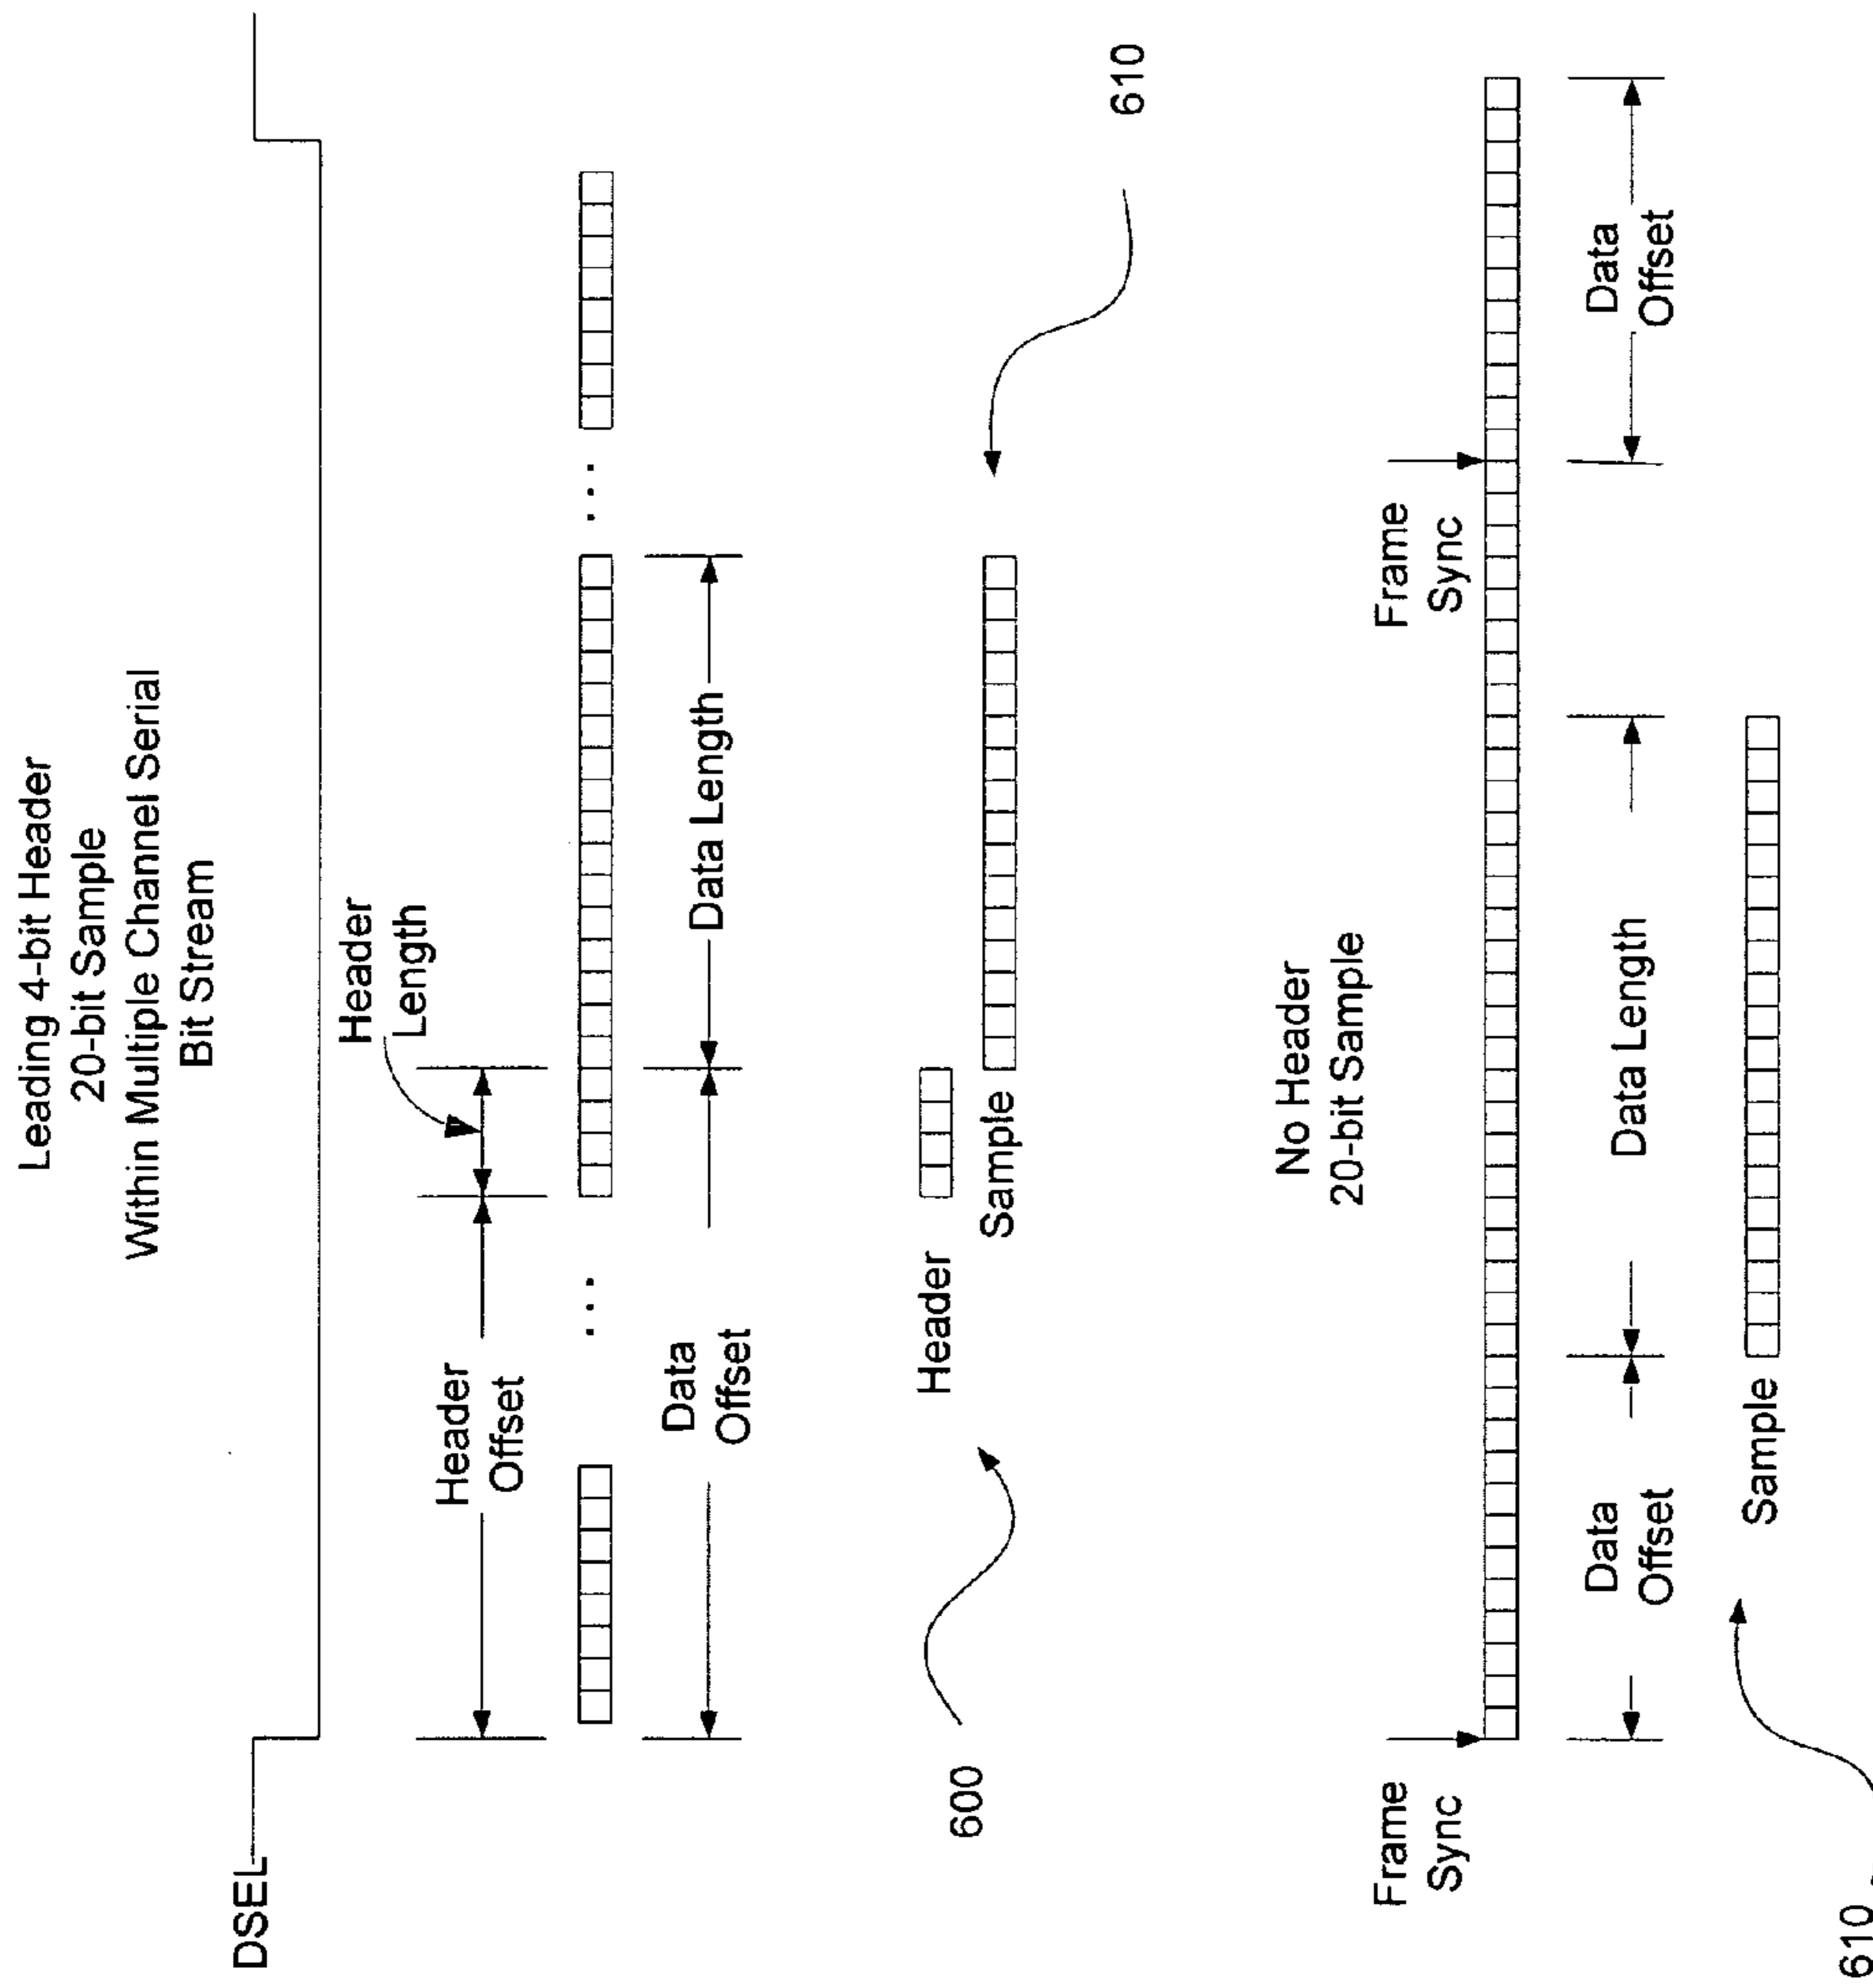 Leading 4-bit Header
20-bit Sample
Within Multiple Channel Serial
Bit Stream
DSEL
Header
Length
Header
Offset
Data
Offset
Data Length
Header
Sample
600
610
No Header
20-bit Sample
Frame
Sync
Frame
Sync
Data
Offset
Data Length
Data
Offset
Sample
610